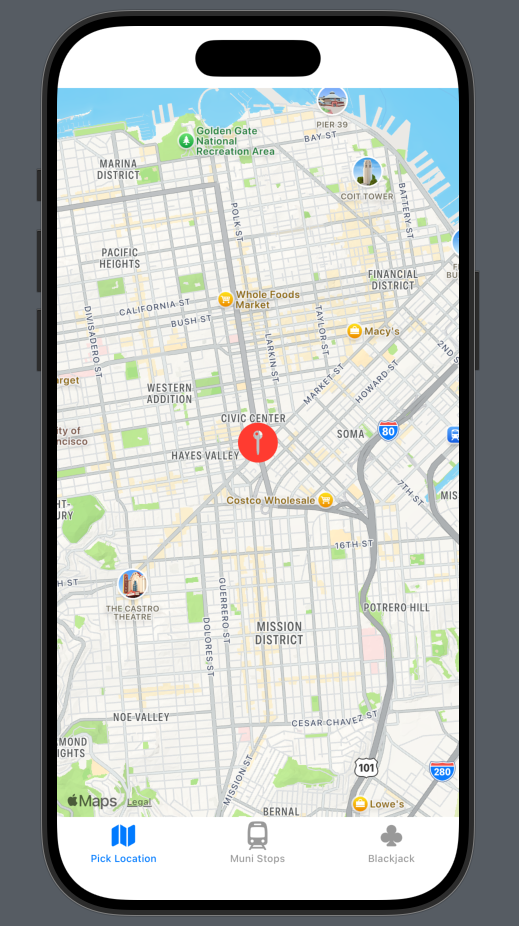 PIER 39
Golden Gate
National
Recreation Area
BAY ST
MARINA
DISTRICT
COIT TOWER
BATTERY ST
POLK ST
PACIFIC
HEIGHTS
FINANCIAL
DISTRICT
Whole Foods
Market
CALIFORNIA ST
BUSH ST
DIVISADERO ST
TAYLOR ST
Macy's
LARKIN ST
2ND S
arget
MARKET ST
HOWARD ST
WESTERN
ADDITION
CIVIC CENTER
ity of
ncisco
SOMA
80
HAYES VALLEY
7TH ST
MIS
Costco Wholesale
HT-
URY
16TH ST
H ST
THE CASTRO
THEATRE
GUERRERO ST
DOLORES ST
POTRERO HILL
MISSION
DISTRICT
NOE VALLEY
CESAR CHAVEZ ST
MOND
IGHTS
MISSION ST
101
280
Maps
Legal
BERNAL
Lowe's
Pick Location
Muni Stops
Blackjack